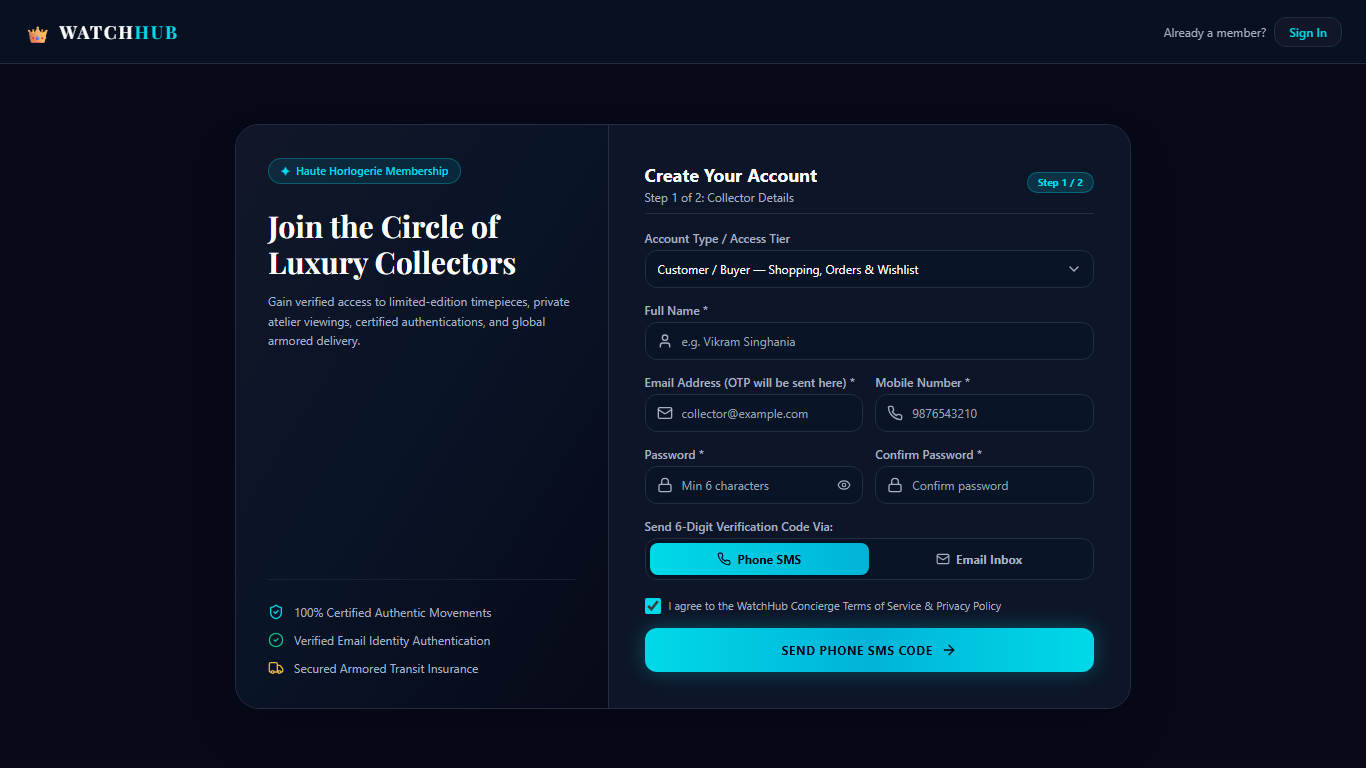 WATCHHUB
Already a member? Sign In
✦ Haute Horlogerie Membership
Join the Circle of
Luxury Collectors
Gain verified access to limited-edition timepieces, private
atelier viewings, certified authentications, and global
armored delivery.
100% Certified Authentic Movements
Verified Email Identity Authentication
Secured Armored Transit Insurance
Create Your Account
Step 1 of 2: Collector Details
Step 1 / 2
Account Type / Access Tier
Customer / Buyer — Shopping, Orders & Wishlist
Full Name *
e.g. Vikram Singhania
Email Address (OTP will be sent here) * Mobile Number *
collector@example.com 9876543210
Password * Confirm Password *
Min 6 characters Confirm password
Send 6-Digit Verification Code Via:
Phone SMS Email Inbox
I agree to the WatchHub Concierge Terms of Service & Privacy Policy
SEND PHONE SMS CODE →